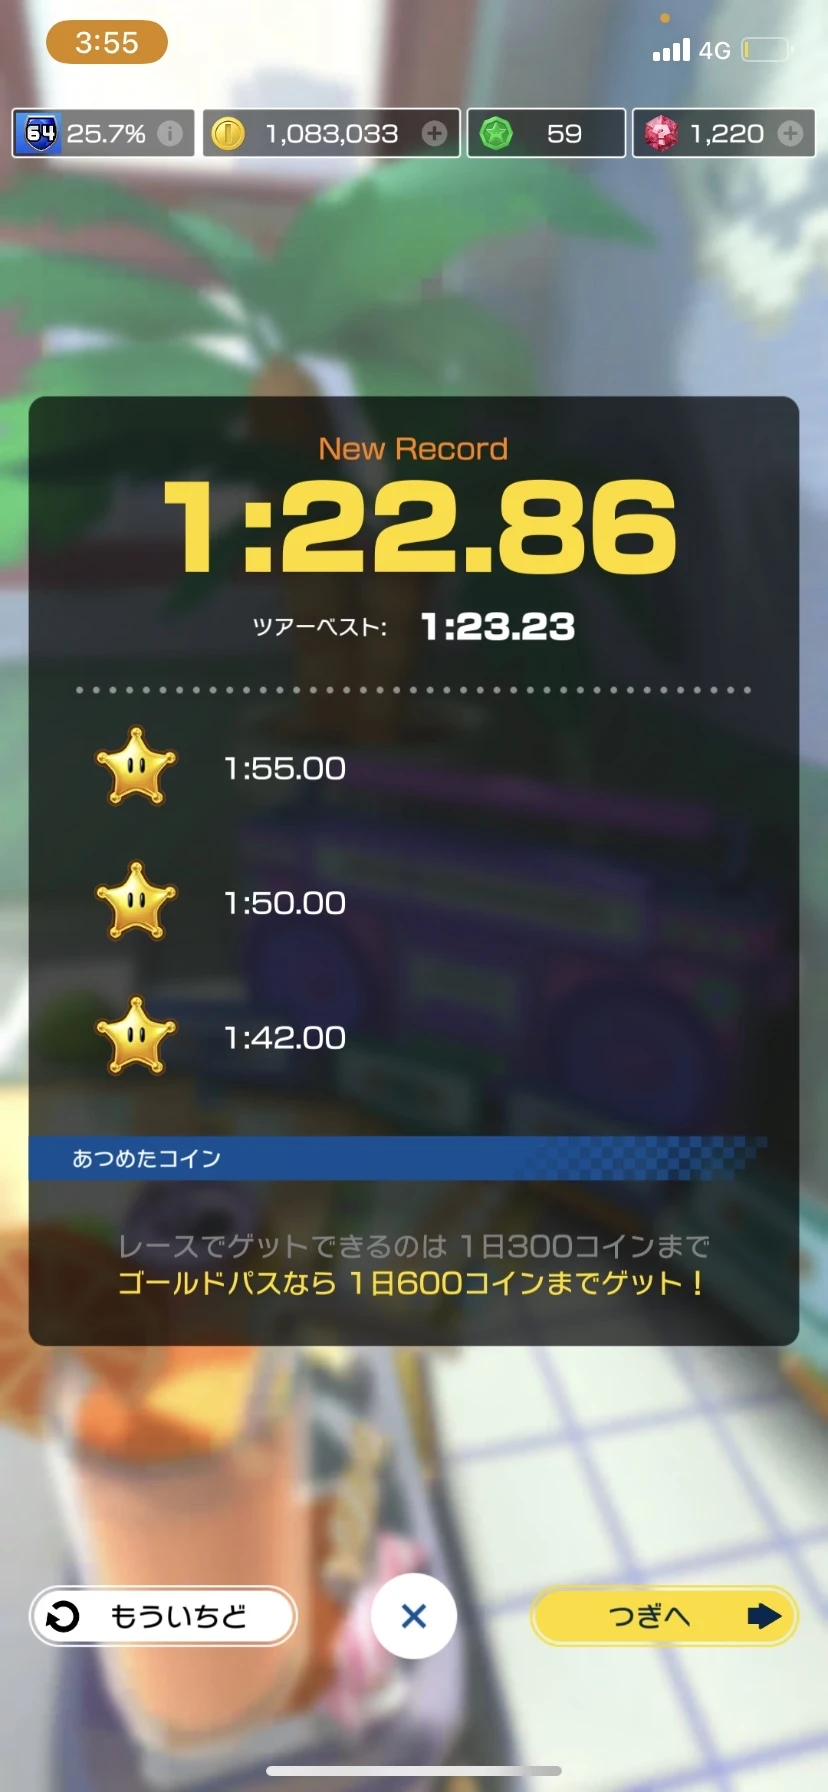 3:55
4G
64 25.7% i 1,083,033 + 59 ? 1,220 +
New Record
1:22.86
ツアーベスト: 1:23.23
1:55.00
1:50.00
1:42.00
あつめたコイン
レースでゲットできるのは 1日300コインまで
ゴールドパスなら 1日600コインまでゲット！
もういちど
つぎへ